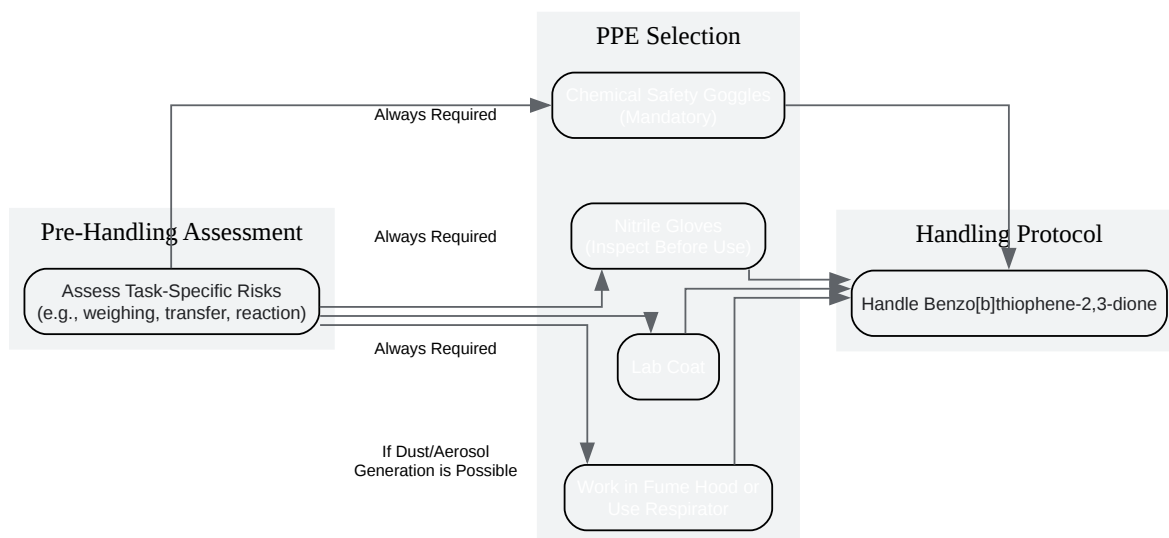 PPE Selection
Chemical Safety Goggles
(Mandatory)
Always Required
Nitrile Gloves
(Inspect Before Use)
Always Required
Pre-Handling Assessment
Handling Protocol
Assess Task-Specific Risks
(e.g., weighing, transfer, reaction)
Handle Benzo[b]thiophene-2,3-dione
Always Required
Lab Coat
If Dust/Aerosol
Generation is Possible
Work in Fume Hood or
Use Respirator